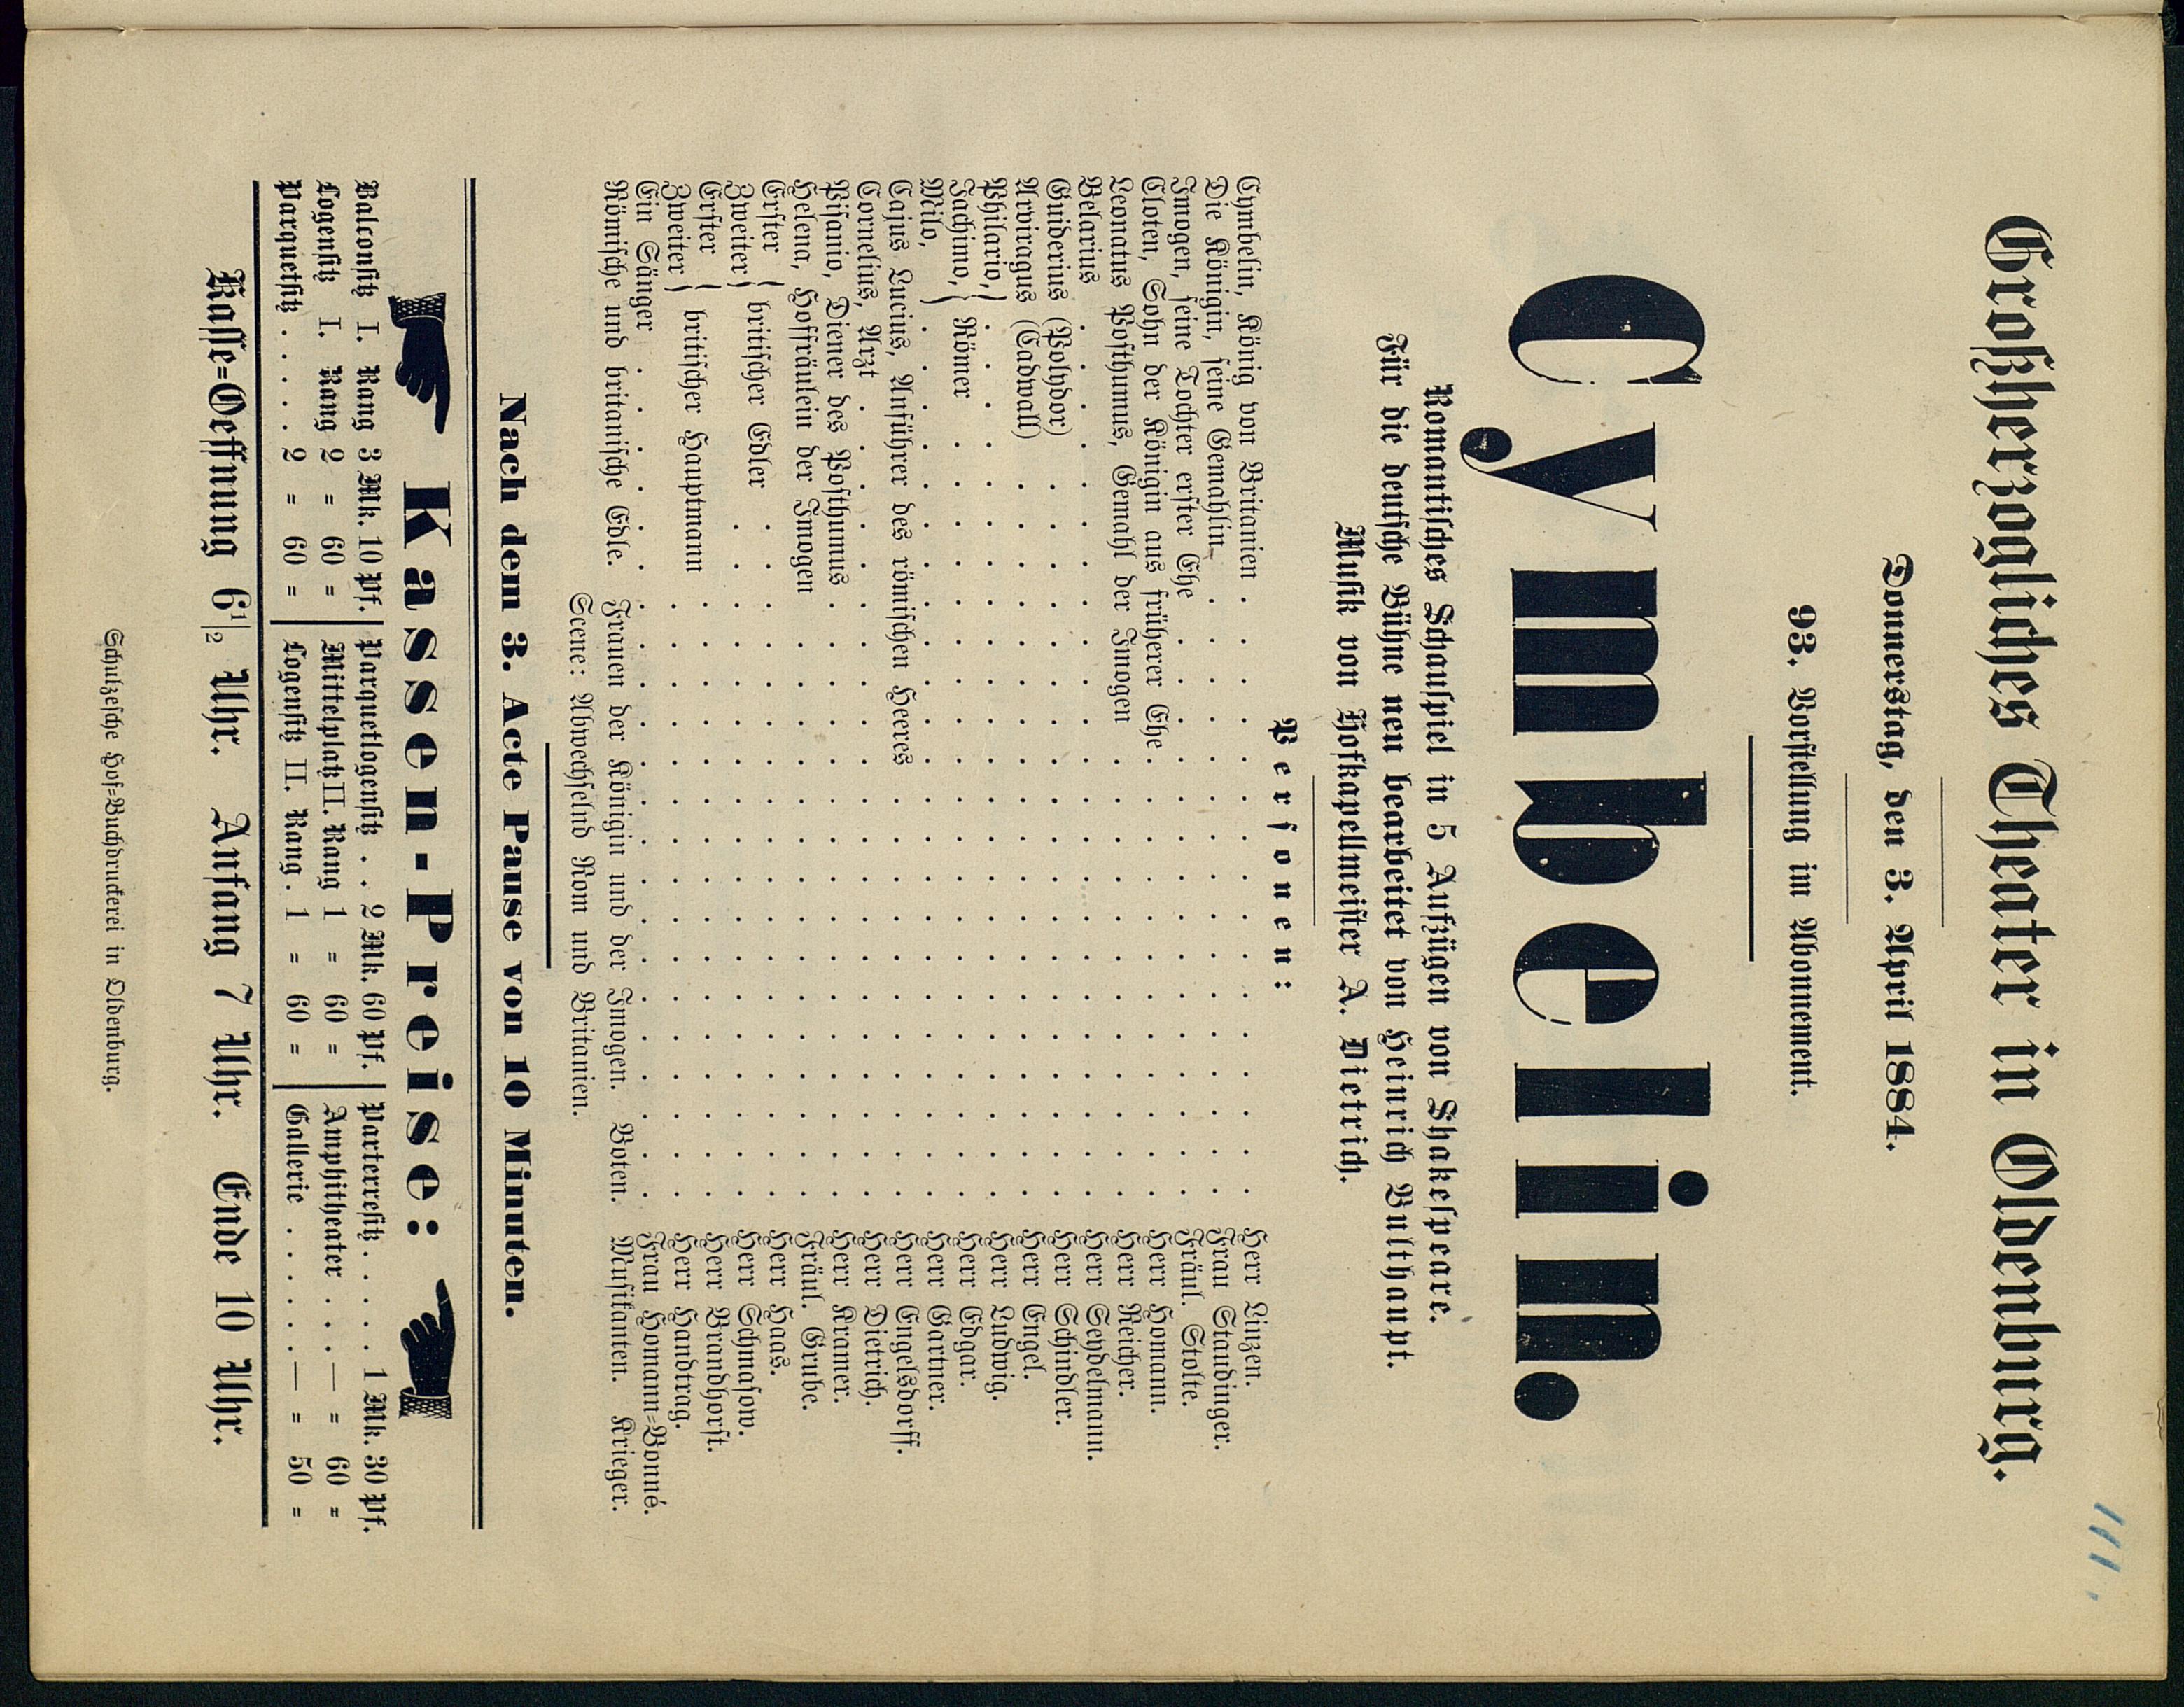 111.
Großherzogliches Theater in Oldenburg.
Donnerstag, den 3. April 1884.
93. Vorstellung im Abonnement.
Cymbelin.
Romantisches Schauspiel in 5 Aufzügen von Shakespeare.
Für die deutsche Bühne neu bearbeitet von Heinrich Bulthaupt.
Musik von Hofkapellmeister A. Dietrich.
Personen:
Cymbelin, König von Britanien . . . . . . . . . Herr Linzen.
Die Königin, seine Gemahlin . . . . . . . . . Frau Staudinger.
Imogen, seine Tochter erster Ehe . . . . . . . . Fräul. Stolte.
Cloten, Sohn der Königin aus früherer Ehe . . . . . . Herr Homann.
Leonatus Posthumus, Gemahl der Imogen . . . . . . Herr Reicher.
Belarius . . . . . . . . . . . . Herr Seydelmann.
Guiderius (Polydor) . . . . . . . . . . Herr Schindler.
Arviragus (Cadwall) . . . . . . . . . . Herr Engel.
Philario, } . . . . . . . . . . . Herr Ludwig.
Jachimo, } Römer . . . . . . . . . . Herr Edgar.
Milo, } . . . . . . . . . . . . Herr Gartner.
Cajus Lucius, Anführer des römischen Heeres . . . . . . Herr Engelsdorff.
Cornelius, Arzt . . . . . . . . . . . Herr Dietrich.
Pisanio, Diener des Posthumus . . . . . . . . Herr Kramer.
Helena, Hoffräulein der Imogen . . . . . . . . Fräul. Grube.
Erster } britischer Edler . . . . . . . . . Herr Haas.
Zweiter } . . . . . . . . . Herr Schmasow.
Erster } britischer Hauptmann . . . . . . . . Herr Brandhorst.
Zweiter } . . . . . . . . Herr Handtrag.
Ein Sänger . . . . . . . . . . . Frau Homann=Bonné.
Römische und britanische Edle. Frauen der Königin und der Imogen. Boten. Musikanten. Krieger.
Scene: Abwechselnd Rom und Britanien.
Nach dem 3. Acte Pause von 10 Minuten.
Kassen-Preise:
Balconsitz I. Rang 3 Mk. 10 Pf. Parquetlogensitz . . 2 Mk. 60 Pf. Parterresitz . . . . 1 Mk. 30 Pf.
Logensitz I. Rang 2 = 60 = Mittelplatz II. Rang 1 = 60 = Amphitheater . . . — = 60 =
Parquetsitz . . . . 2 = 60 = Logensitz II. Rang . 1 = 60 = Gallerie . . . . . — = 50 =
Kasse=Oeffnung 6 1/2 Uhr. Anfang 7 Uhr. Ende 10 Uhr.
Schulzesche Hof=Buchdruckerei in Oldenburg.